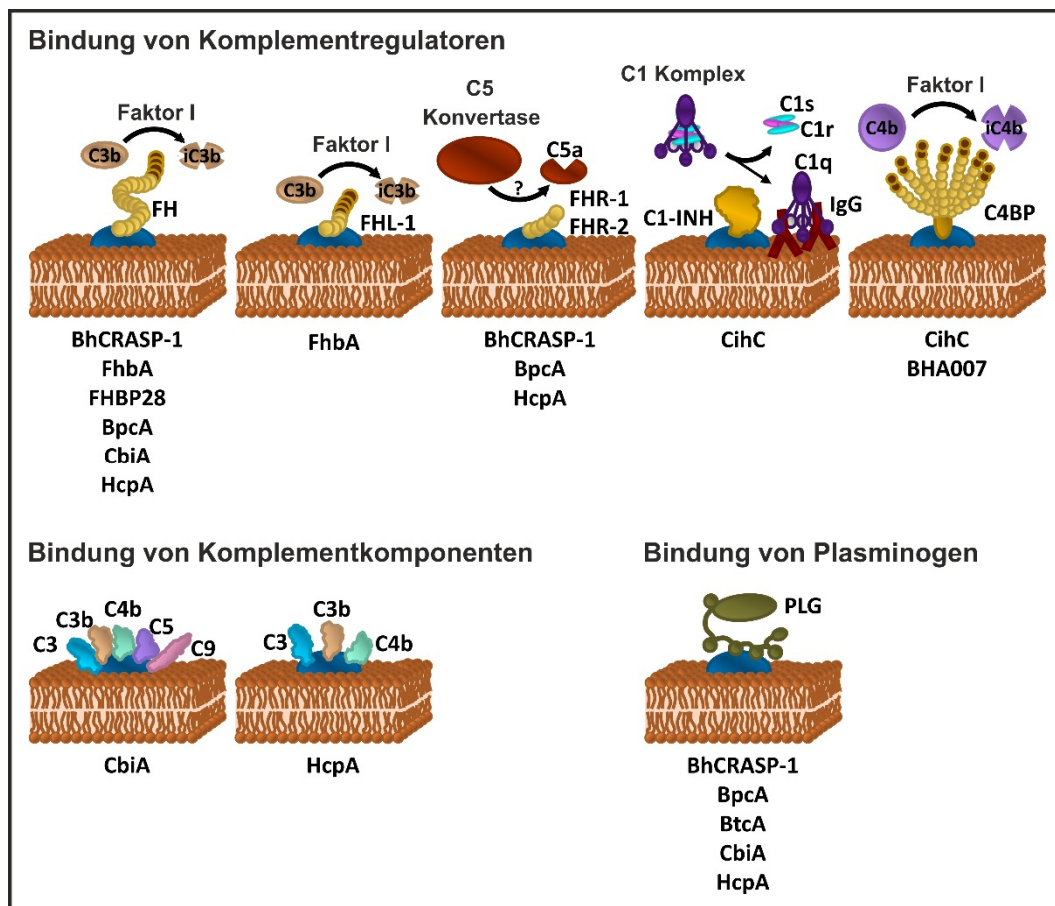 Bindung von Komplementregulatoren
Faktor I
C3b
iC3b
FH
BhCRASP-1
FhbA
FHBP28
BpcA
CbiA
HcpA
Faktor I
C3b
iC3b
FHL-1
FhbA
C5
Konvertase
C5a
?
FHR-1
FHR-2
BhCRASP-1
BpcA
HcpA
C1 Komplex
C1s
C1r
C1q
IgG
C1-INH
CihC
Faktor I
C4b
iC4b
C4BP
CihC
BHA007
Bindung von Komplementkomponenten
C3
C3b
C4b
C5
C9
CbiA
C3
C3b
C4b
HcpA
Bindung von Plasminogen
PLG
BhCRASP-1
BpcA
BtcA
CbiA
HcpA